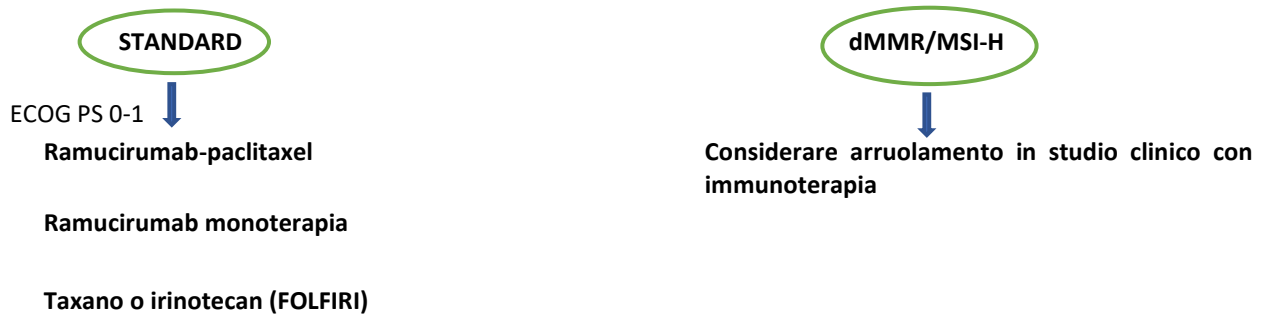 STANDARD
ECOG PS 0-1
Ramucirumab-paclitaxel
Ramucirumab monoterapia
Taxano o irinotecan (FOLFIRI)
dMMR/MSI-H
Considerare arruolamento in studio clinico con
immunoterapia